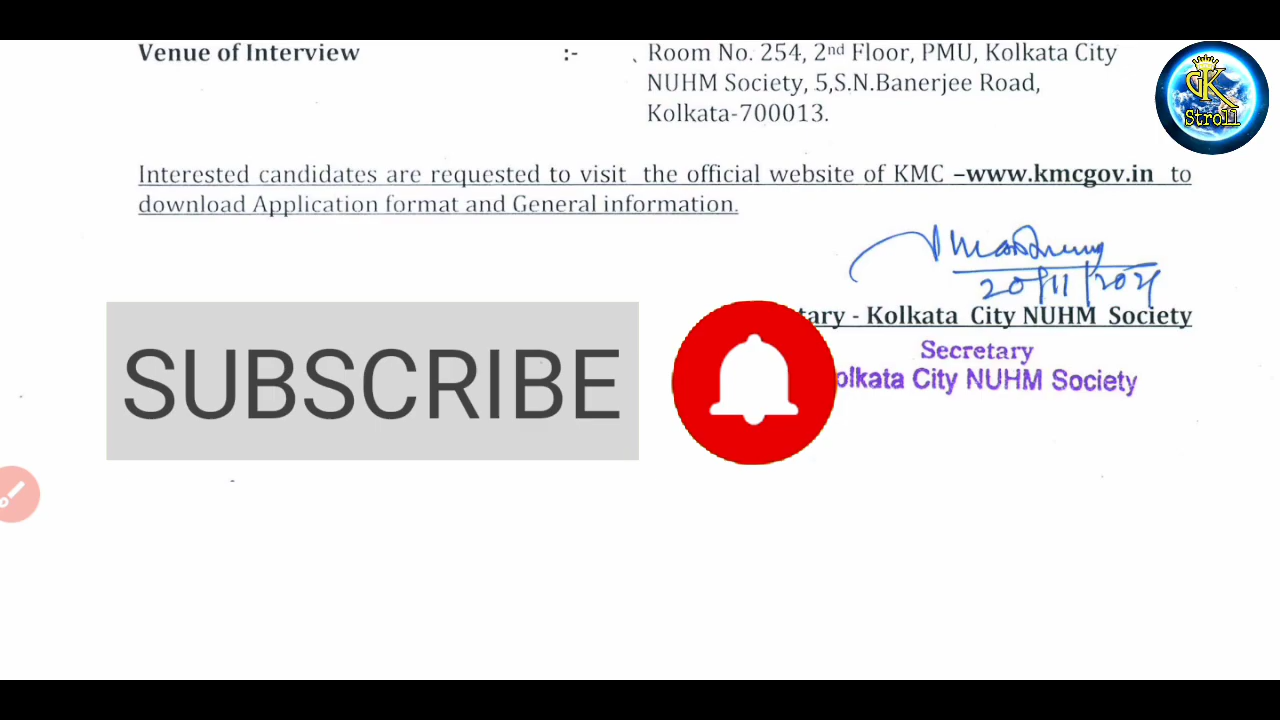 Venue of Interview :- Room No. 254, 2nd Floor, PMU, Kolkata City
NUHM Society, 5,S.N.Banerjee Road,
Kolkata-700013.
GK
Stroll
Interested candidates are requested to visit the official website of KMC –www.kmcgov.in to
download Application format and General information.
20/11/2021
tary - Kolkata City NUHM Society
Secretary
olkata City NUHM Society
SUBSCRIBE